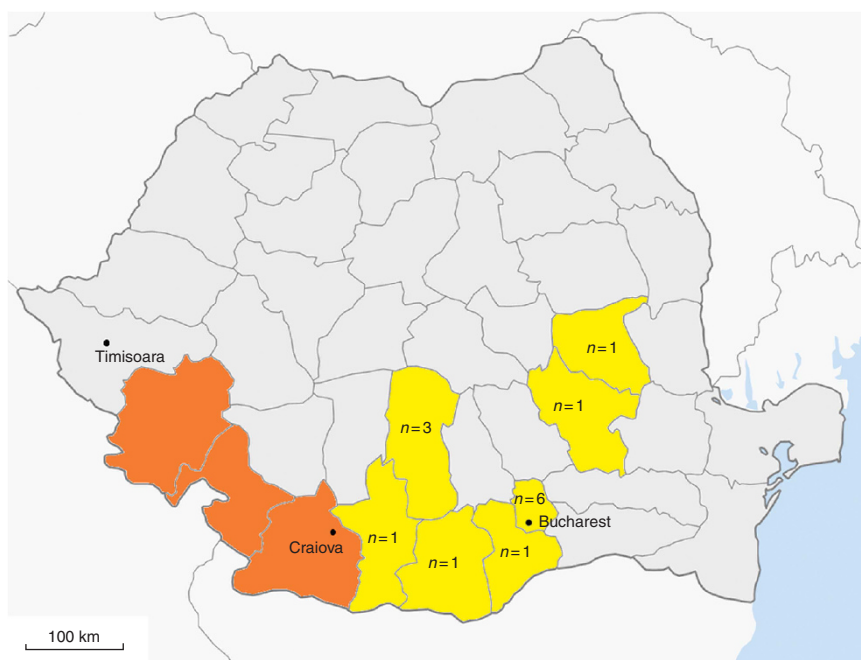 Timisoara
n=1
n=1
n=3
n=6
Bucharest
n=1
Craiova
n=1
n=1
100 km